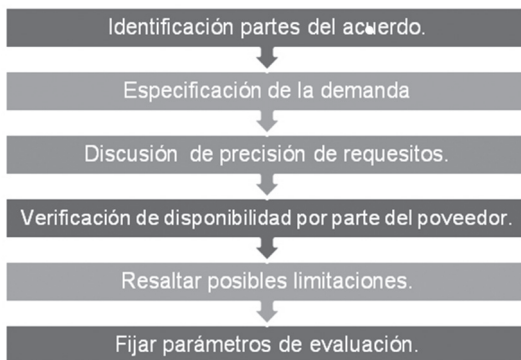 Identificación partes del acuerdo.
Especificación de la demanda
Discusión de precisión de requesitos.
Verificación de disponibilidad por parte del poveedor.
Resaltar posibles limitaciones.
Fijar parámetros de evaluación.